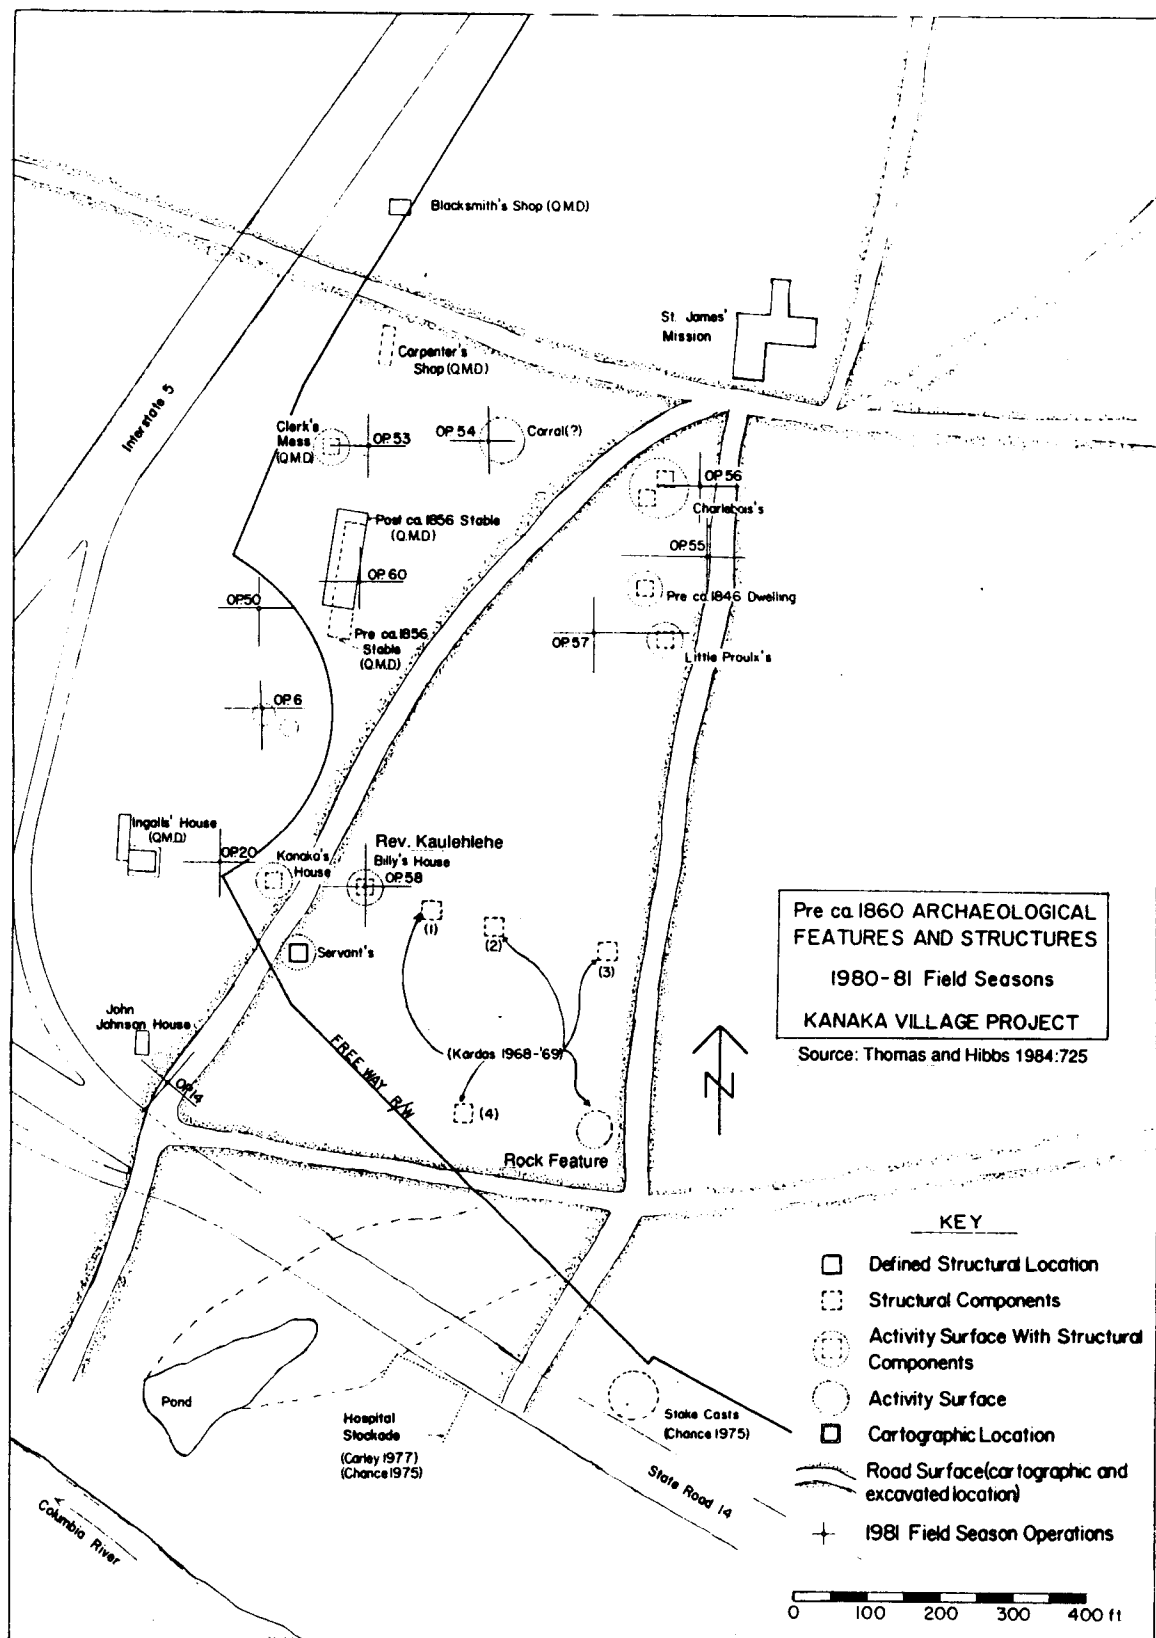 Blacksmith's Shop (Q.M.D)
St. James'
Mission
Carpenter's
Shop (Q.M.D.)
Interstate 5
Clerk's
Mess
(Q.M.D)
OP.53
OP. 54
Corral(?)
OP. 56
Charlebois's
Post ca. 1856 Stable
(Q.M.D)
OP.55
OP.60
OP.50
Pre ca. 1846 Dwelling
Pre ca. 1856
Stable
(Q.M.D)
OP. 57
Little Proulx's
OP.6
Ingalls' House
(Q.M.D.)
OP.20
Kanaka's
House
Rev. Kaulehlehe
Billy's House
OP.58
(1)
(2)
(3)
Servant's
Pre ca. 1860 ARCHAEOLOGICAL
FEATURES AND STRUCTURES
1980-81 Field Seasons
KANAKA VILLAGE PROJECT
Source: Thomas and Hibbs 1984:725
John
Johnson House
FREE WAY R/W
(Kardas 1968-'69)
N
OP.14
(4)
Rock Feature
KEY
Defined Structural Location
Structural Components
Activity Surface With Structural
Components
Activity Surface
Cartographic Location
Road Surface(cartographic and
excavated location)
1981 Field Season Operations
Pond
Hospital
Stockade
(Carley 1977)
(Chance 1975)
Stake Casts
(Chance 1975)
State Road 14
Columbia River
0 100 200 300 400 ft